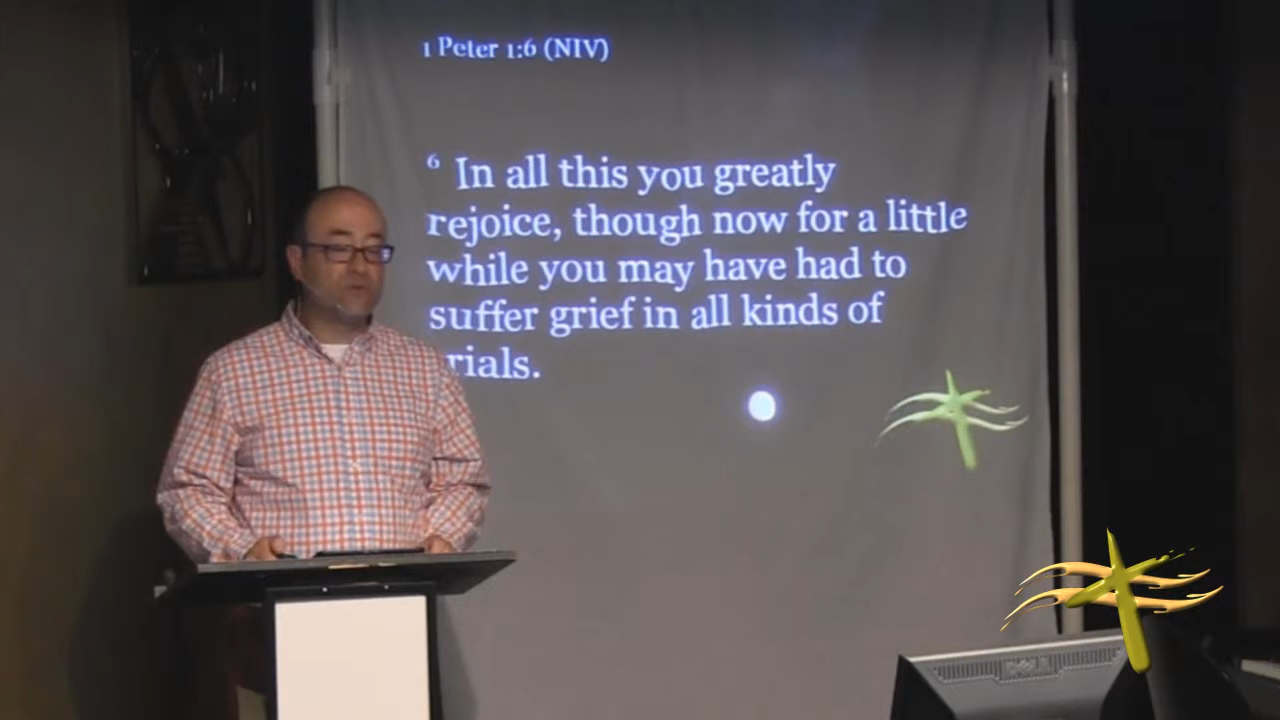 1 Peter 1:6 (NIV)
6 In all this you greatly
rejoice, though now for a little
while you may have had to
suffer grief in all kinds of
rials.